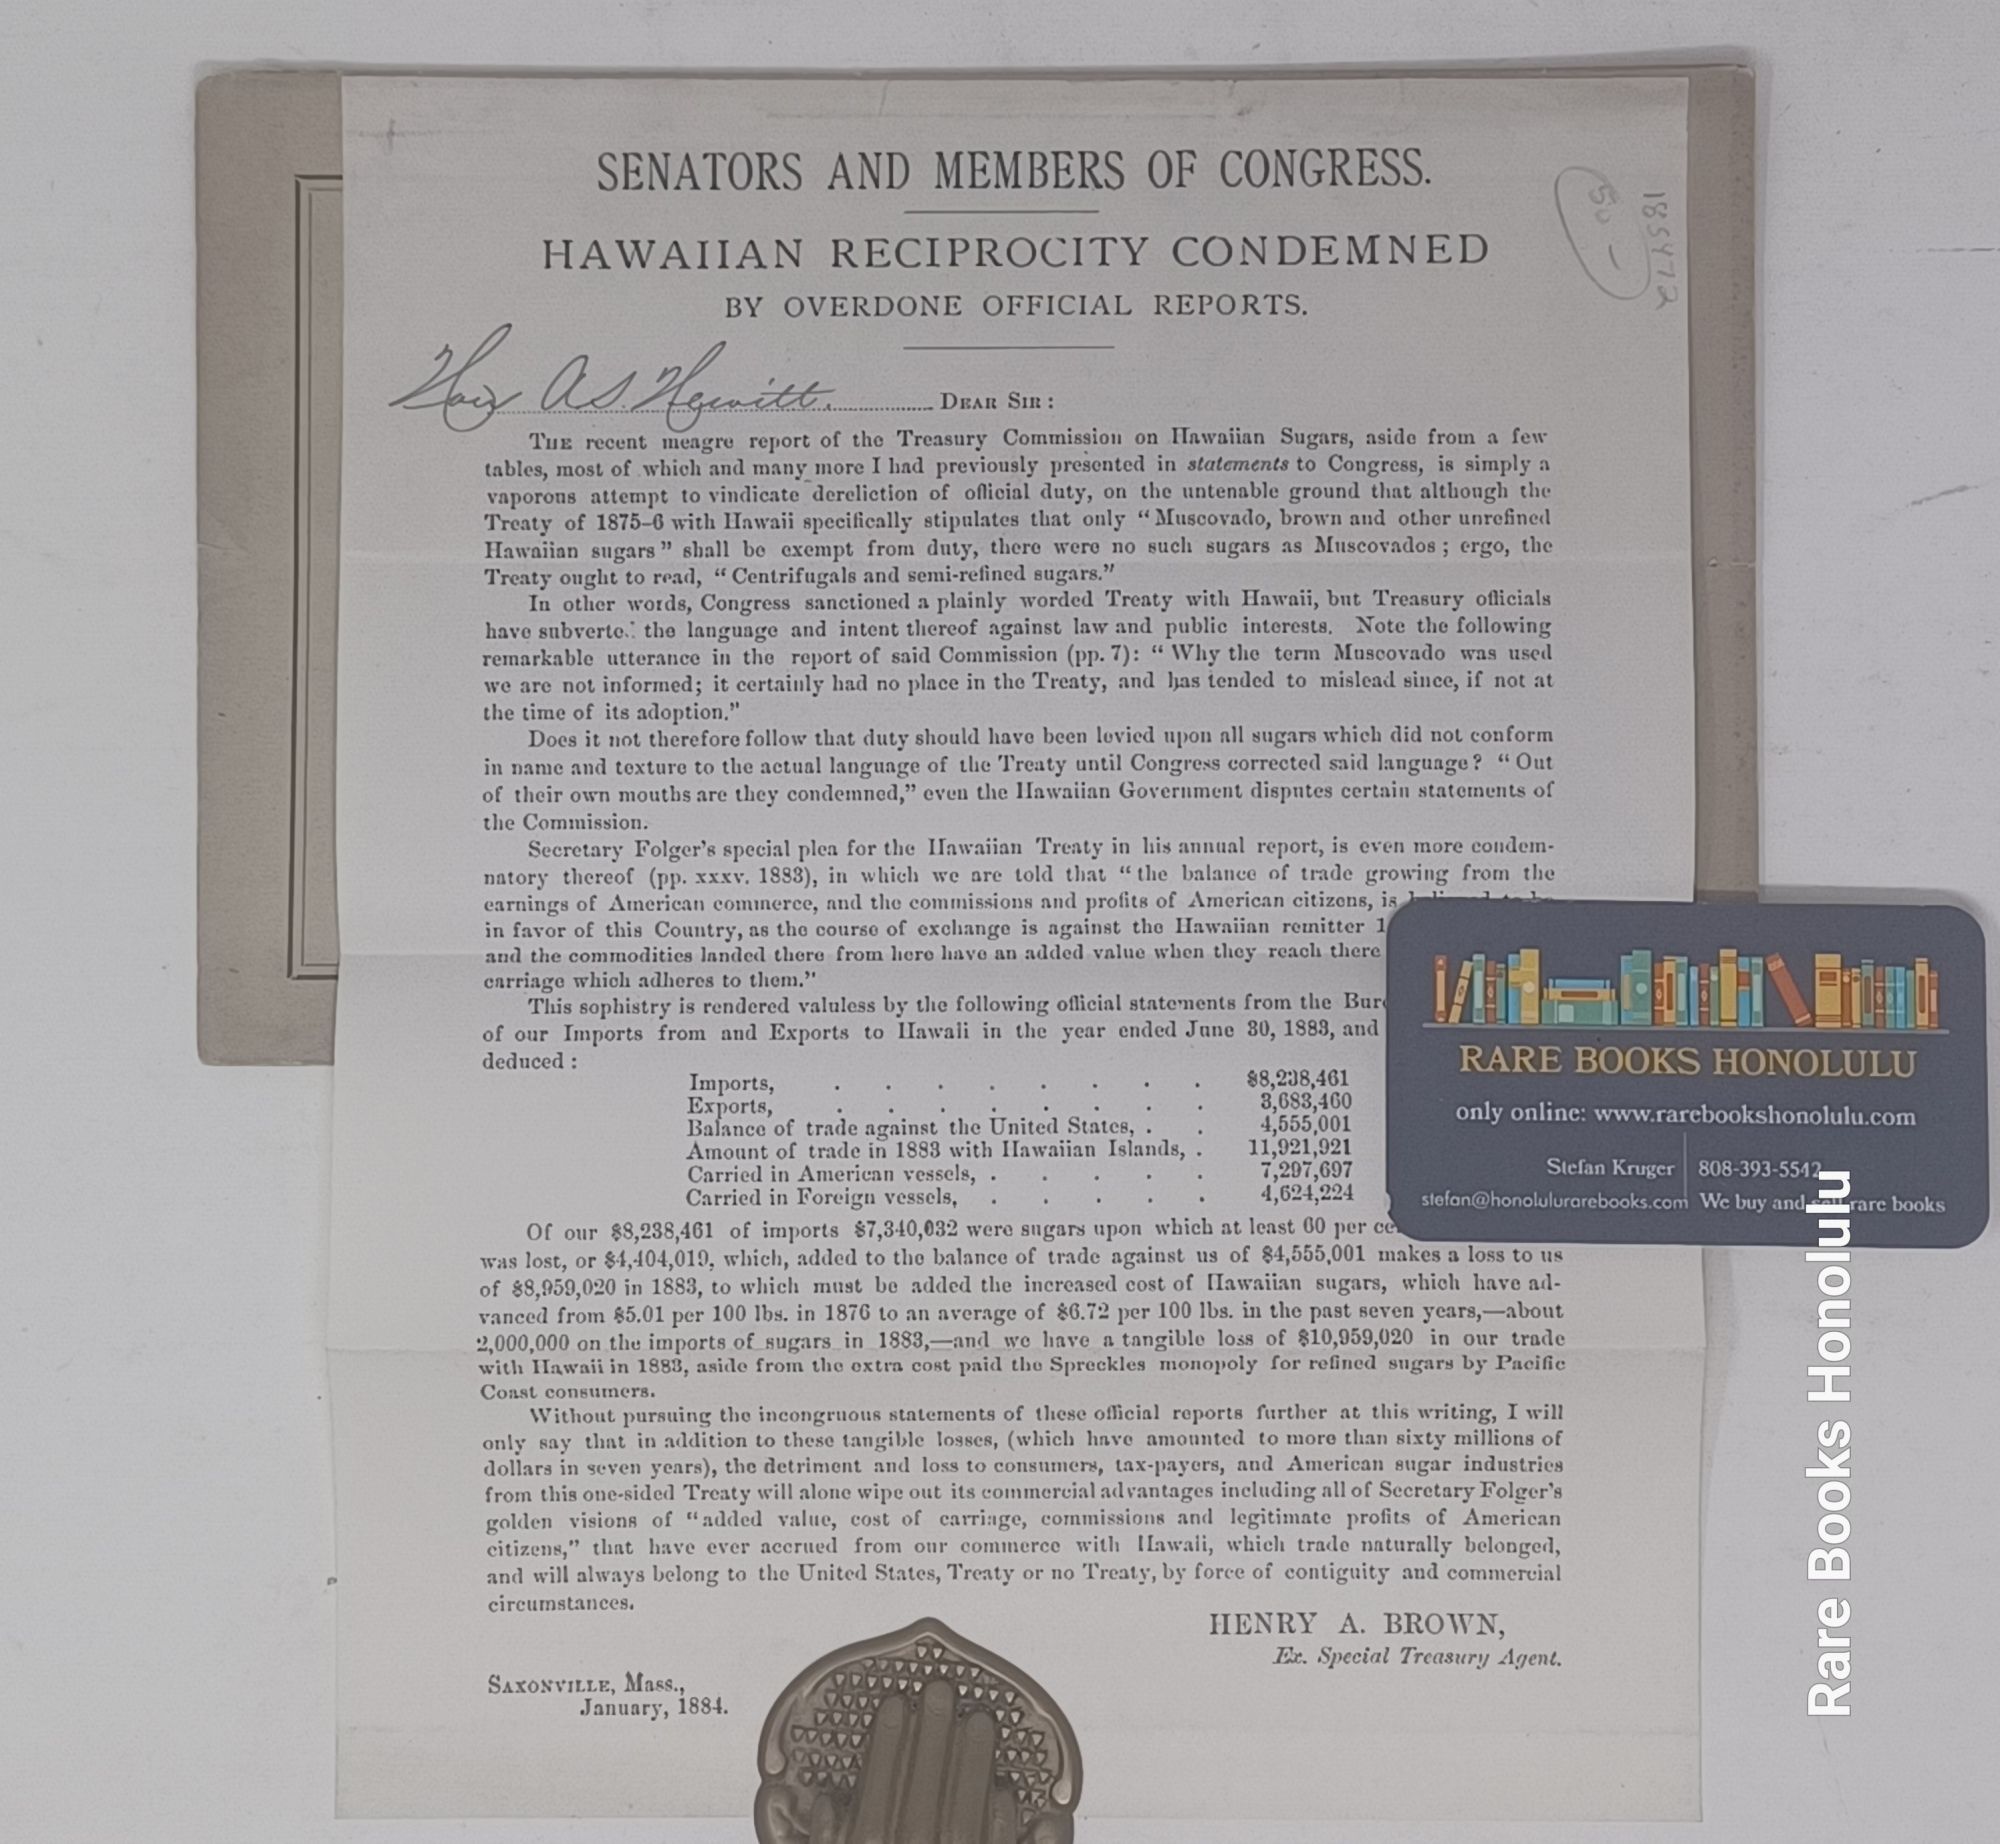 SENATORS AND MEMBERS OF CONGRESS.
HAWAIIAN RECIPROCITY CONDEMNED
BY OVERDONE OFFICIAL REPORTS.
50 –
185472
Hon A.S. Hewitt. DEAR SIR:
THE recent meagre report of the Treasury Commission on Hawaiian Sugars, aside from a few
tables, most of which and many more I had previously presented in statements to Congress, is simply a
vaporous attempt to vindicate dereliction of official duty, on the untenable ground that although the
Treaty of 1875–6 with Hawaii specifically stipulates that only “Muscovado, brown and other unrefined
Hawaiian sugars” shall be exempt from duty, there were no such sugars as Muscovados; ergo, the
Treaty ought to read, “Centrifugals and semi-refined sugars.”
In other words, Congress sanctioned a plainly worded Treaty with Hawaii, but Treasury officials
have subverted the language and intent thereof against law and public interests. Note the following
remarkable utterance in the report of said Commission (pp. 7): “Why the term Muscovado was used
we are not informed; it certainly had no place in the Treaty, and has tended to mislead since, if not at
the time of its adoption.”
Does it not therefore follow that duty should have been levied upon all sugars which did not conform
in name and texture to the actual language of the Treaty until Congress corrected said language? “Out
of their own mouths are they condemned,” even the Hawaiian Government disputes certain statements of
the Commission.
Secretary Folger’s special plea for the Hawaiian Treaty in his annual report, is even more condem-
natory thereof (pp. xxxv. 1883), in which we are told that “the balance of trade growing from the
earnings of American commerce, and the commissions and profits of American citizens, is
in favor of this Country, as the course of exchange is against the Hawaiian remitter 1
and the commodities landed there from here have an added value when they reach there
carriage which adheres to them.”
This sophistry is rendered valuless by the following official statements from the
of our Imports from and Exports to Hawaii in the year ended June 30, 1883, and
deduced:
Imports, . . . . . . . . $8,238,461
Exports, . . . . . . . . 3,683,460
Balance of trade against the United States, . . 4,555,001
Amount of trade in 1883 with Hawaiian Islands, . 11,921,921
Carried in American vessels, . . . . . 7,297,697
Carried in Foreign vessels, . . . . . 4,624,224
Of our $8,238,461 of imports $7,340,032 were sugars upon which at least 60 per
was lost, or $4,404,019, which, added to the balance of trade against us of $4,555,001 makes a loss to us
of $8,959,020 in 1883, to which must be added the increased cost of Hawaiian sugars, which have ad-
vanced from $5.01 per 100 lbs. in 1876 to an average of $6.72 per 100 lbs. in the past seven years,—about
2,000,000 on the imports of sugars in 1883,—and we have a tangible loss of $10,959,020 in our trade
with Hawaii in 1883, aside from the extra cost paid the Spreckles monopoly for refined sugars by Pacific
Coast consumers.
Without pursuing the incongruous statements of these official reports further at this writing, I will
only say that in addition to these tangible losses, (which have amounted to more than sixty millions of
dollars in seven years), the detriment and loss to consumers, tax-payers, and American sugar industries
from this one-sided Treaty will alone wipe out its commercial advantages including all of Secretary Folger’s
golden visions of “added value, cost of carriage, commissions and legitimate profits of American
citizens,” that have ever accrued from our commerce with Hawaii, which trade naturally belonged,
and will always belong to the United States, Treaty or no Treaty, by force of contiguity and commercial
circumstances.
HENRY A. BROWN,
Ex. Special Treasury Agent.
SAXONVILLE, Mass.,
January, 1884.
RARE BOOKS HONOLULU
only online: www.rarebookshonolulu.com
Stefan Kruger 808-393-5542
stefan@honolulurarebooks.com We buy and sell rare books
Rare Books Honolulu